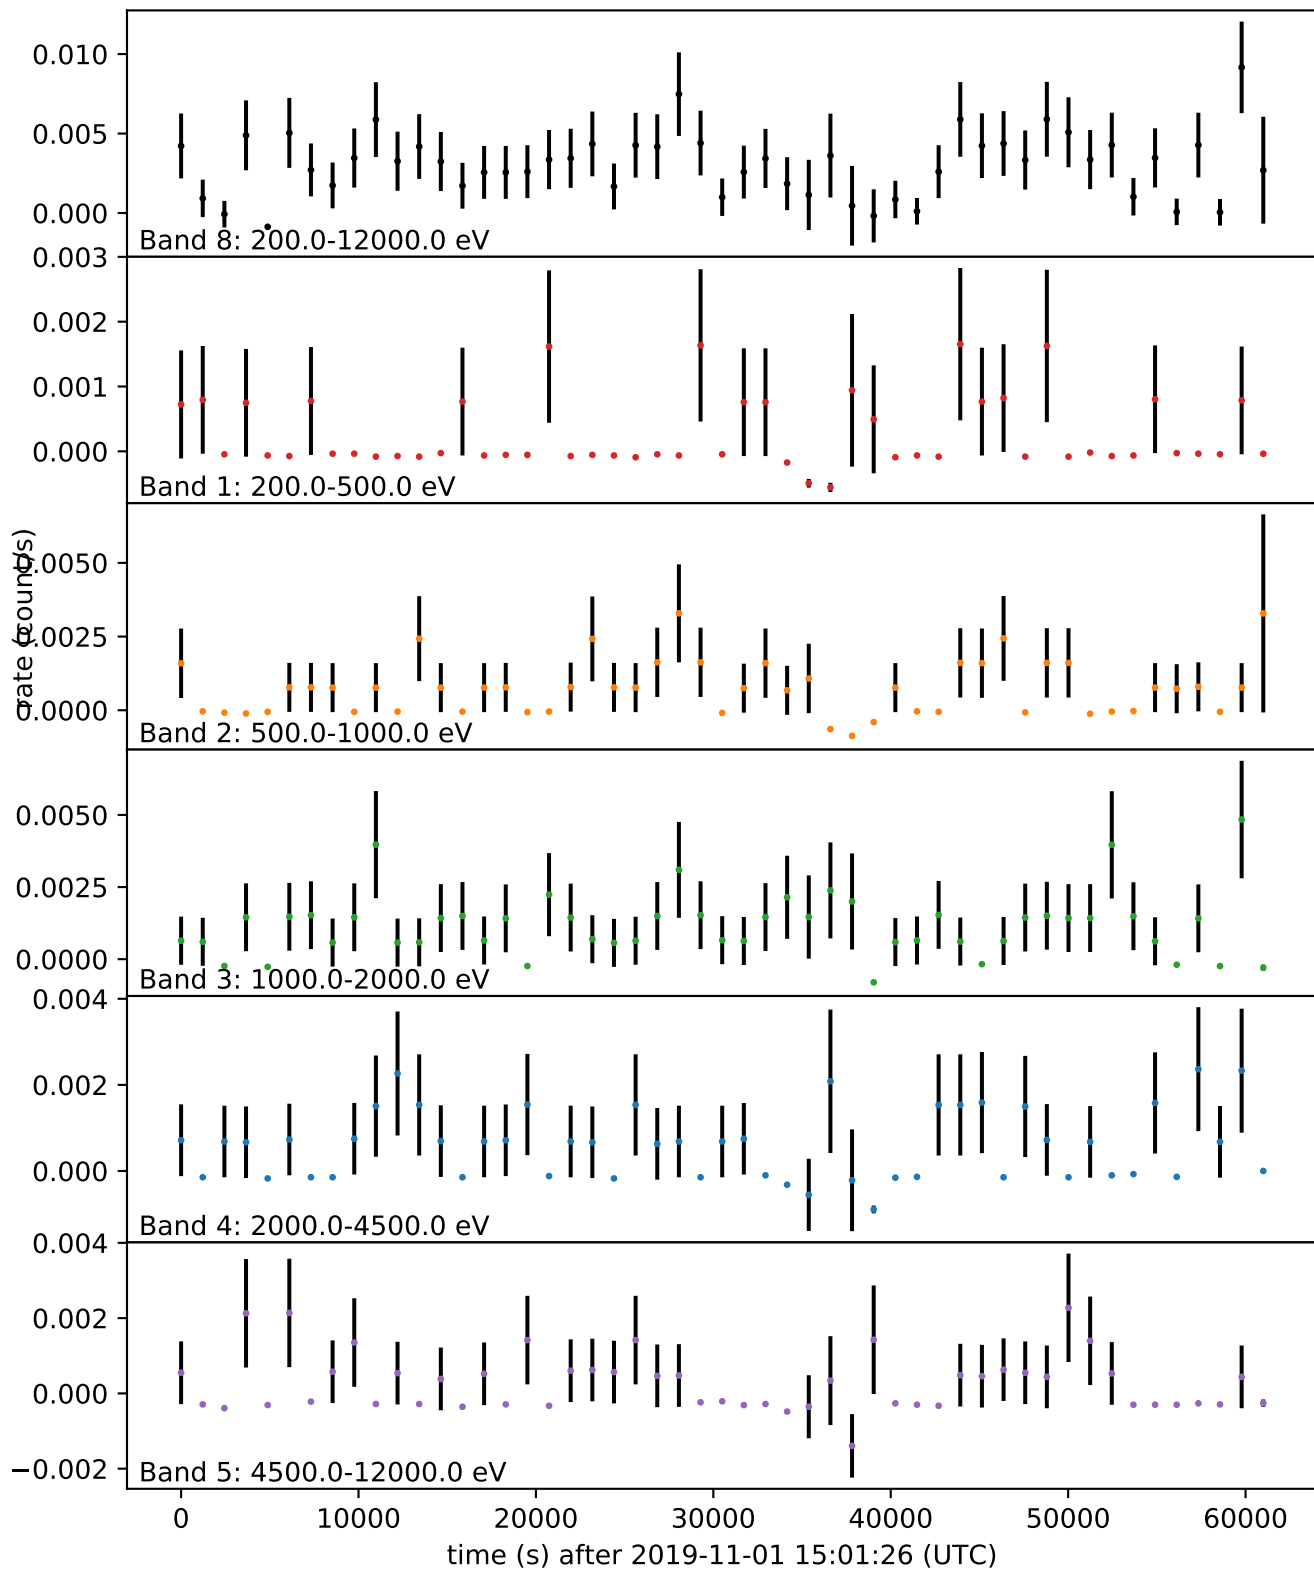 0.010
0.005
0.000
Band 8: 200.0-12000.0 eV
0.003
0.002
0.001
0.000
Band 1: 200.0-500.0 eV
rate (count/s)
0.0050
0.0025
0.0000
Band 2: 500.0-1000.0 eV
0.0050
0.0025
0.0000
Band 3: 1000.0-2000.0 eV
0.004
0.002
0.000
Band 4: 2000.0-4500.0 eV
0.004
0.002
0.000
−0.002
Band 5: 4500.0-12000.0 eV
0 10000 20000 30000 40000 50000 60000
time (s) after 2019-11-01 15:01:26 (UTC)